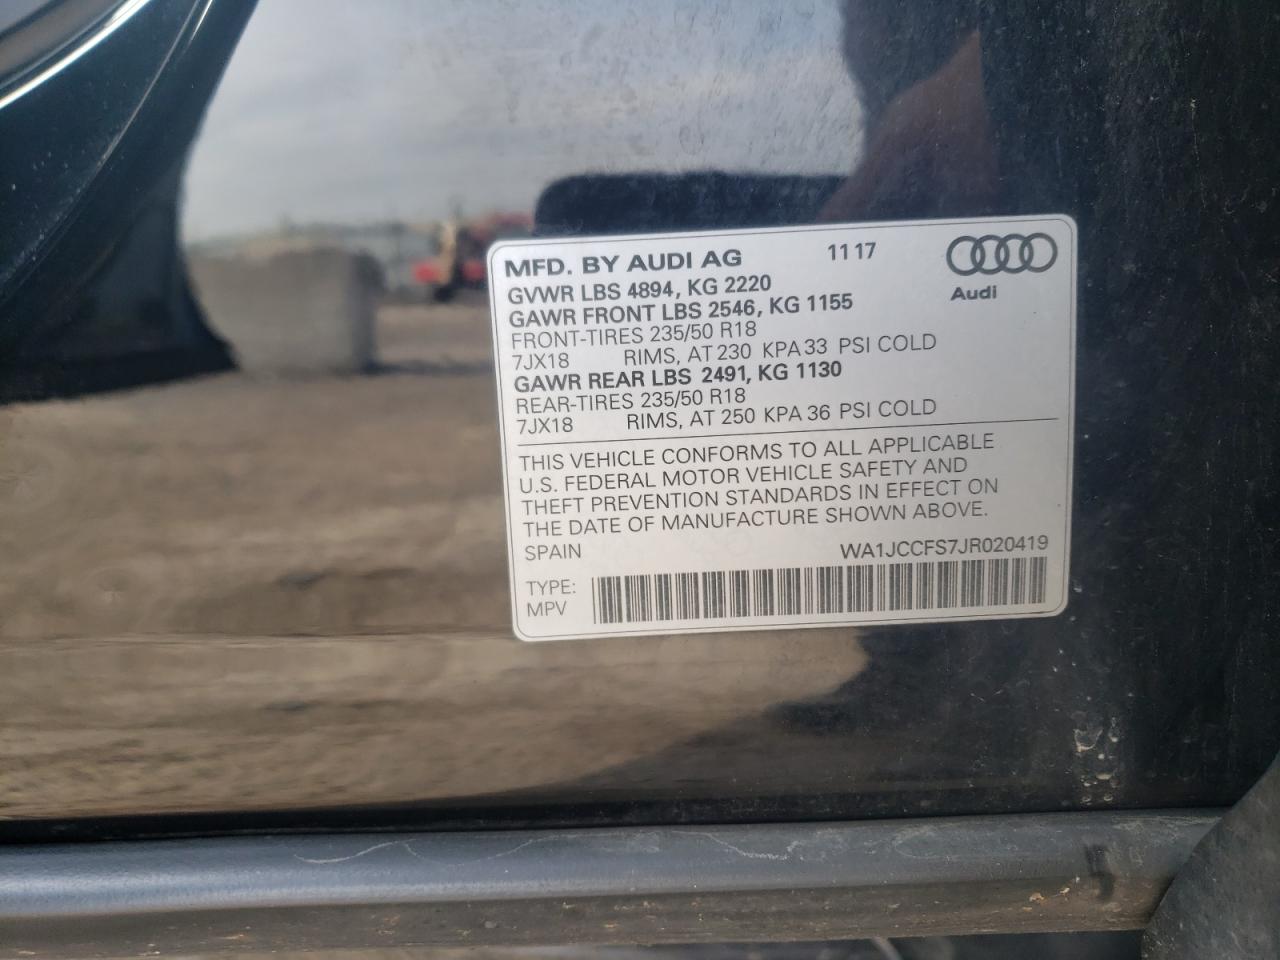 MFD. BY AUDI AG 11 17
Audi
GVWR LBS 4894, KG 2220
GAWR FRONT LBS 2546, KG 1155
FRONT-TIRES 235/50 R18
7JX18 RIMS, AT 230 KPA 33 PSI COLD
GAWR REAR LBS 2491, KG 1130
REAR-TIRES 235/50 R18
7JX18 RIMS, AT 250 KPA 36 PSI COLD
THIS VEHICLE CONFORMS TO ALL APPLICABLE
U.S. FEDERAL MOTOR VEHICLE SAFETY AND
THEFT PREVENTION STANDARDS IN EFFECT ON
THE DATE OF MANUFACTURE SHOWN ABOVE.
SPAIN WA1JCCFS7JR020419
TYPE:
MPV